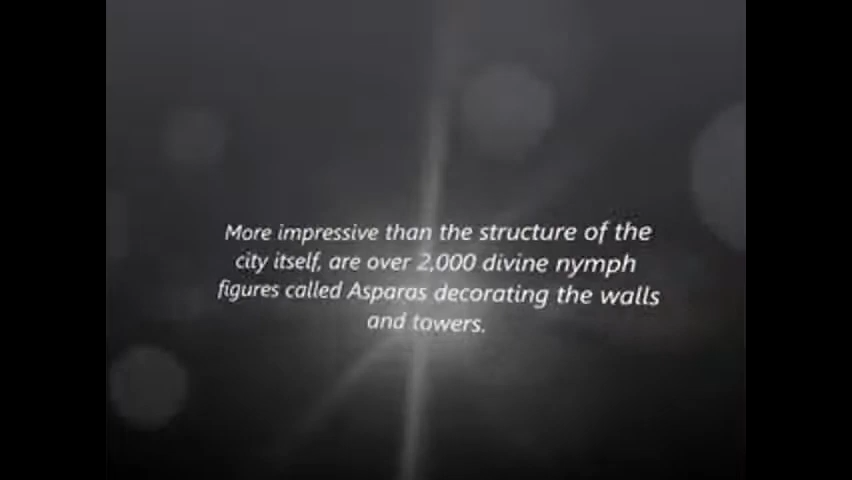 More impressive than the structure of the
city itself, are over 2,000 divine nymph
figures called Asparas decorating the walls
and towers.